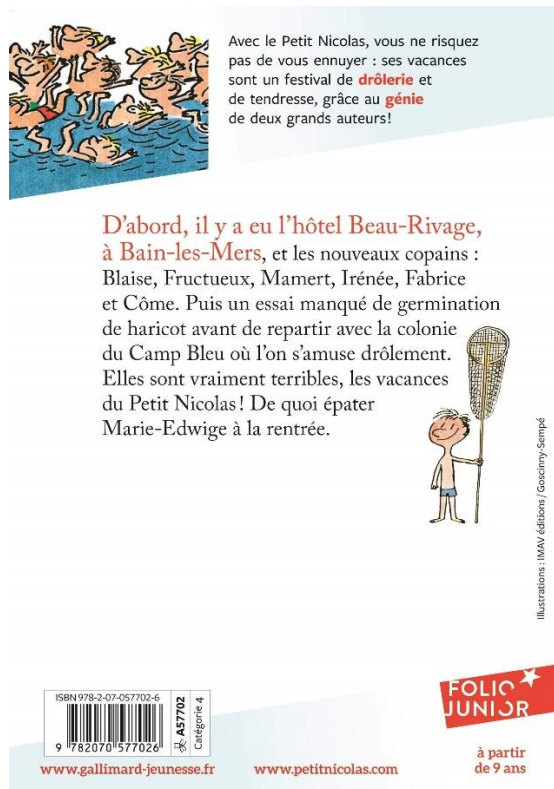 Avec le Petit Nicolas, vous ne risquez
pas de vous ennuyer : ses vacances
sont un festival de drôlerie et
de tendresse, grâce au génie
de deux grands auteurs!
D'abord, il y a eu l'hôtel Beau-Rivage,
à Bain-les-Mers, et les nouveaux copains :
Blaise, Fructueux, Mamert, Irénée, Fabrice
et Côme. Puis un essai manqué de germination
de haricot avant de repartir avec la colonie
du Camp Bleu où l'on s'amuse drôlement.
Elles sont vraiment terribles, les vacances
du Petit Nicolas! De quoi épater
Marie-Edwige à la rentrée.
Illustrations : IMAV éditions / Goscinny-Sempé
ISBN 978-2-07-057702-6
9 782070 577026
A57702
Catégorie 4
FOLIO
JUNIOR
www.gallimard-jeunesse.fr
www.petitnicolas.com
à partir
de 9 ans